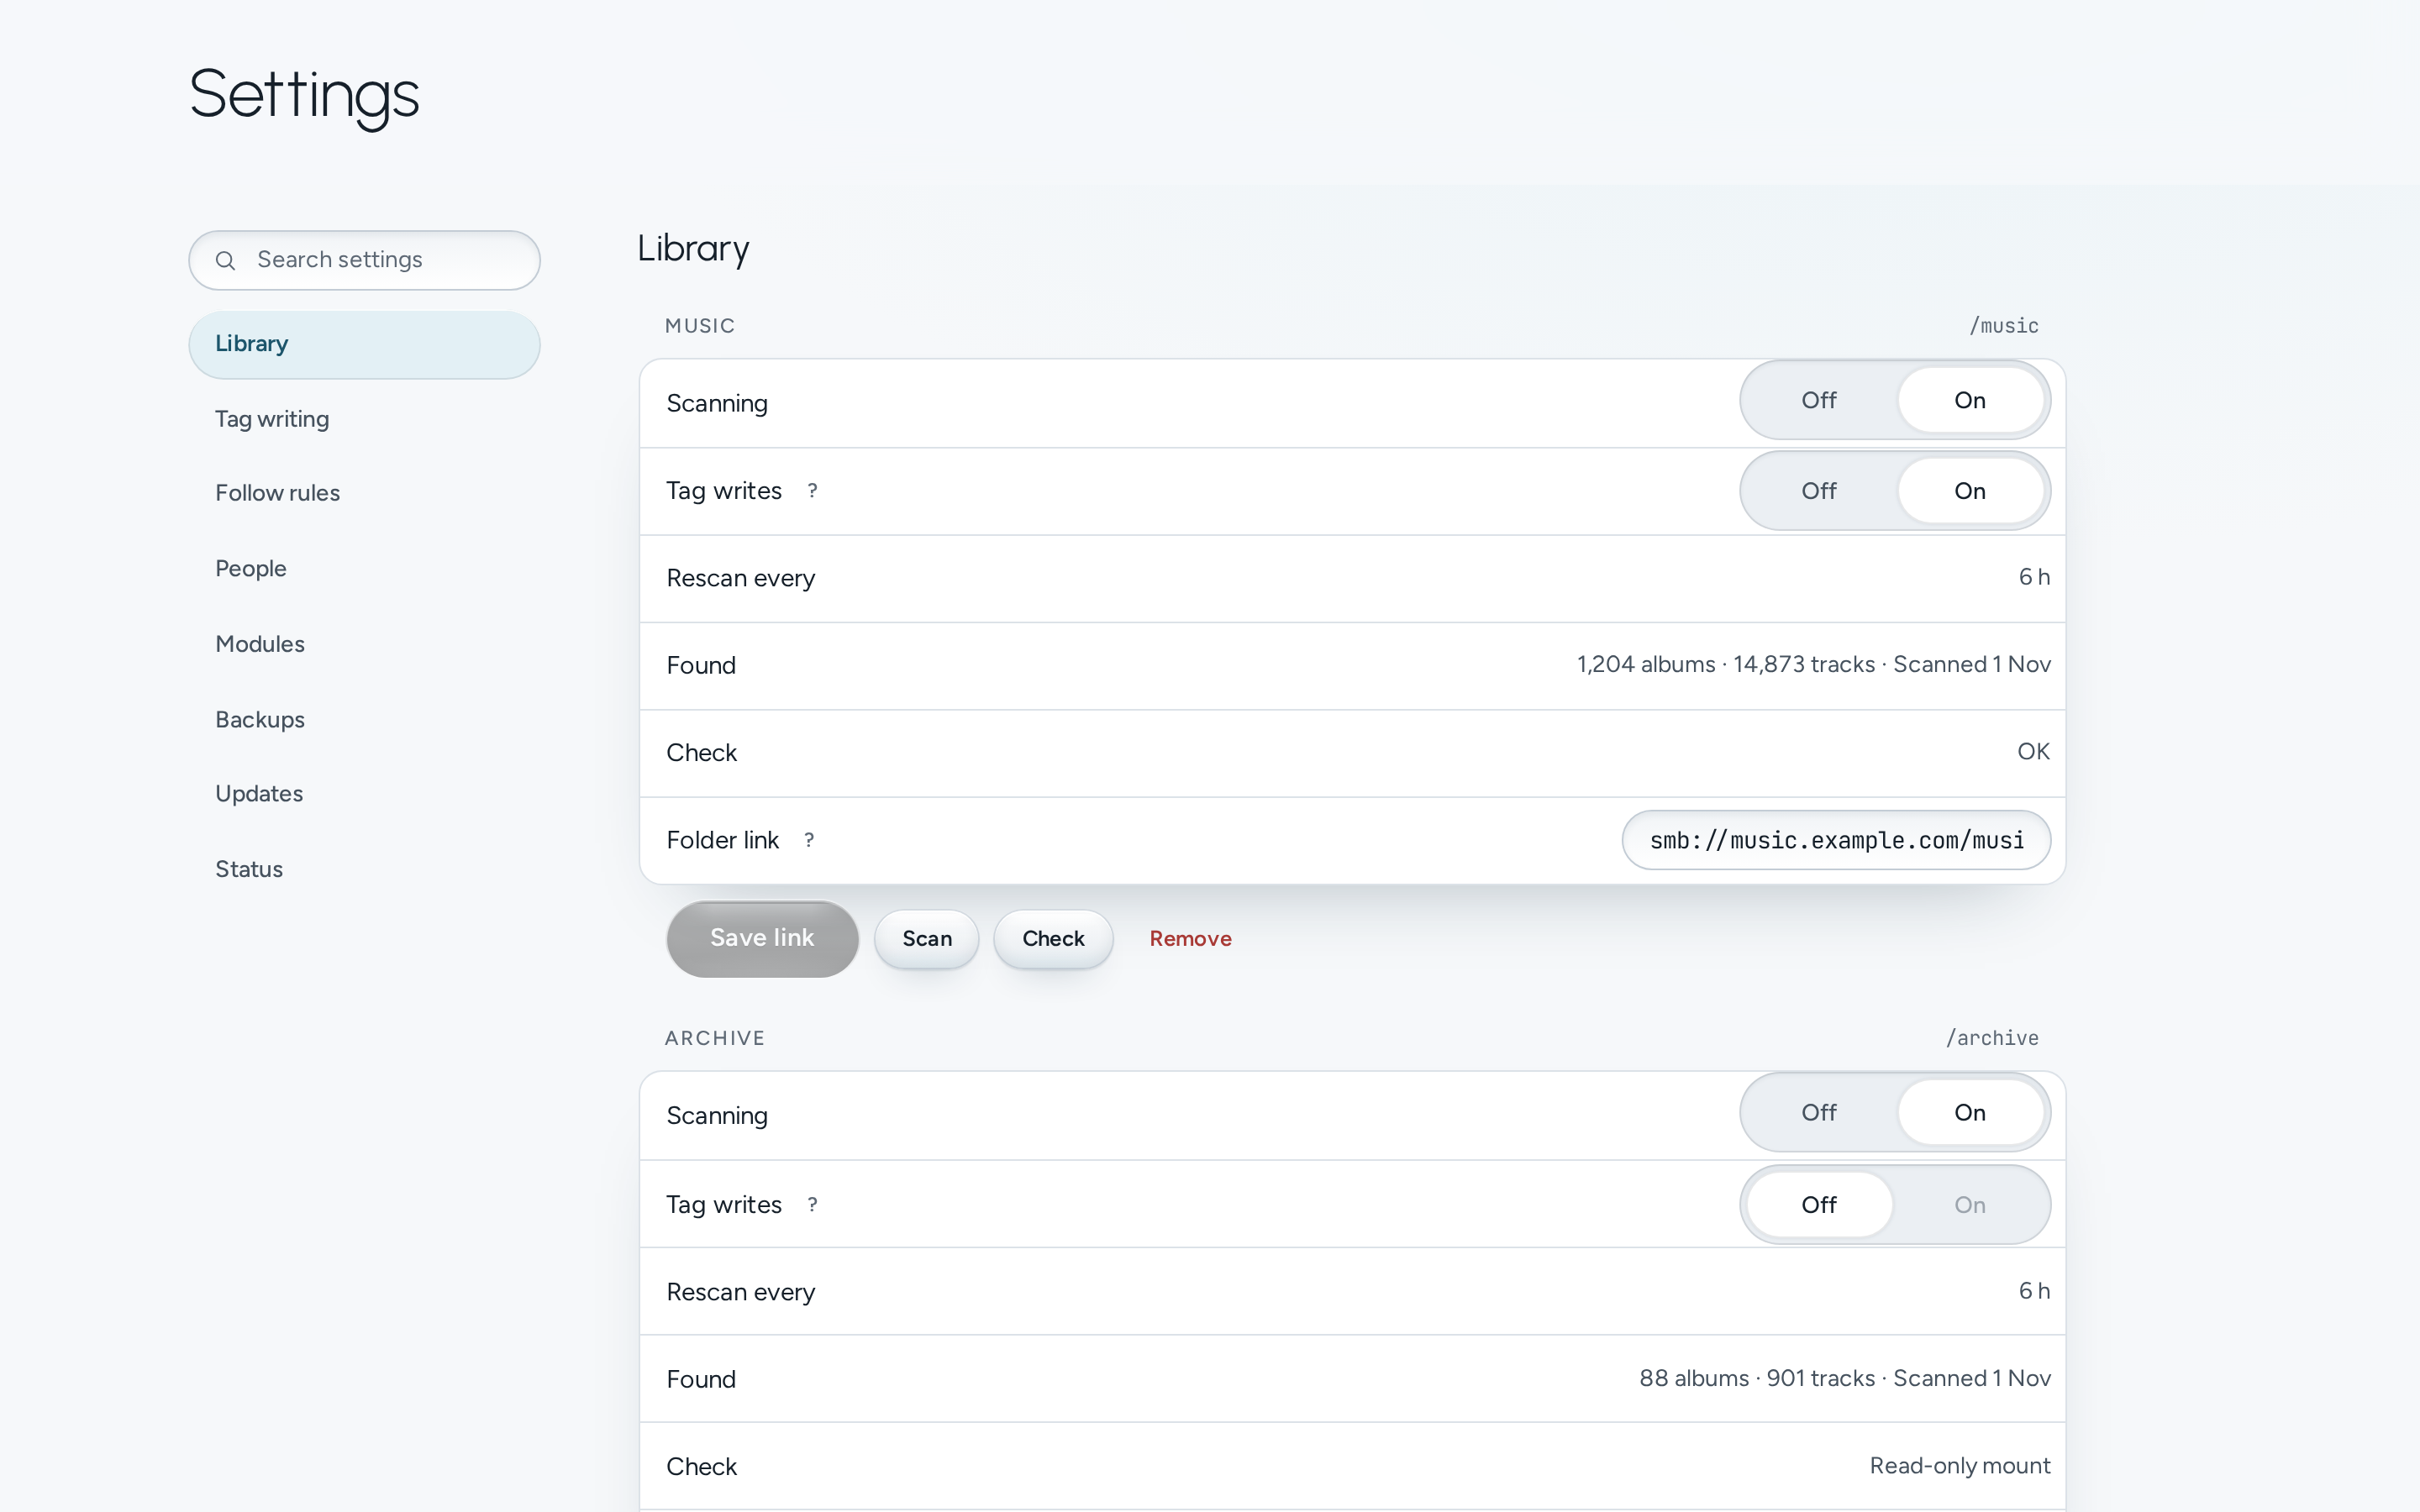 Settings
Search settings
Library
Tag writing
Follow rules
People
Modules
Backups
Updates
Status
Library
MUSIC /music
Scanning Off On
Tag writes ? Off On
Rescan every 6 h
Found 1,204 albums · 14,873 tracks · Scanned 1 Nov
Check OK
Folder link ? smb://music.example.com/musi
Save link Scan Check Remove
ARCHIVE /archive
Scanning Off On
Tag writes ? Off On
Rescan every 6 h
Found 88 albums · 901 tracks · Scanned 1 Nov
Check Read-only mount